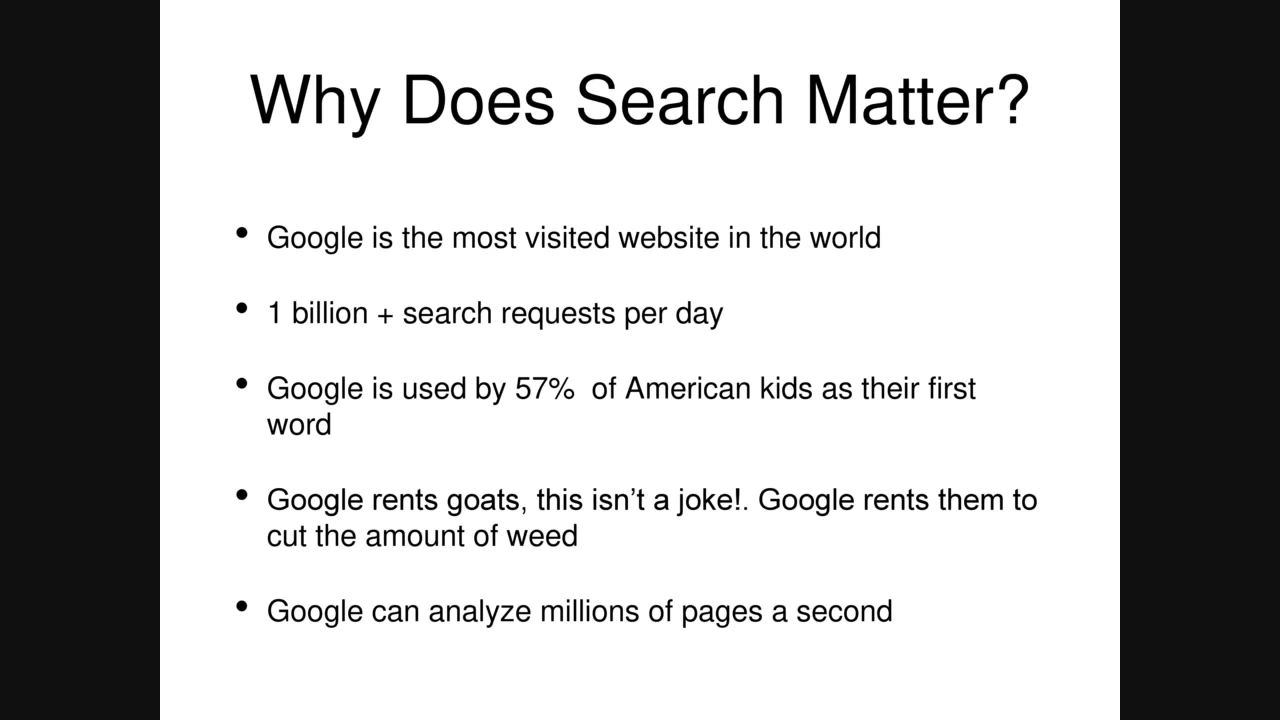 Why Does Search Matter?
• Google is the most visited website in the world
• 1 billion + search requests per day
• Google is used by 57%  of American kids as their first
word
• Google rents goats, this isn’t a joke!. Google rents them to
cut the amount of weed
• Google can analyze millions of pages a second